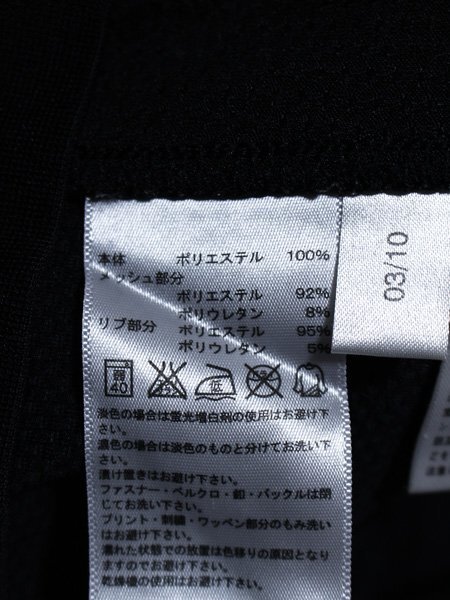 本体 ポリエステル 100%
メッシュ部分
ポリエステル 92%
ポリウレタン 8%
リブ部分 ポリエステル 95%
ポリウレタン 5%
弱
40
低
淡色の場合は蛍光増白剤の使用はお避け下
さい。
濃色の場合は淡色のものと分けてお洗い下
さい。
漬け置きはお避け下さい。
ファスナー・ベルクロ・釦・バックルは閉
じてお洗い下さい。
プリント・刺繍・ワッペン部分のもみ洗い
はお避け下さい。
濡れた状態での放置は色移りの原因となり
ますのでお避け下さい。
乾燥機の使用はお避け下さい。
03/10